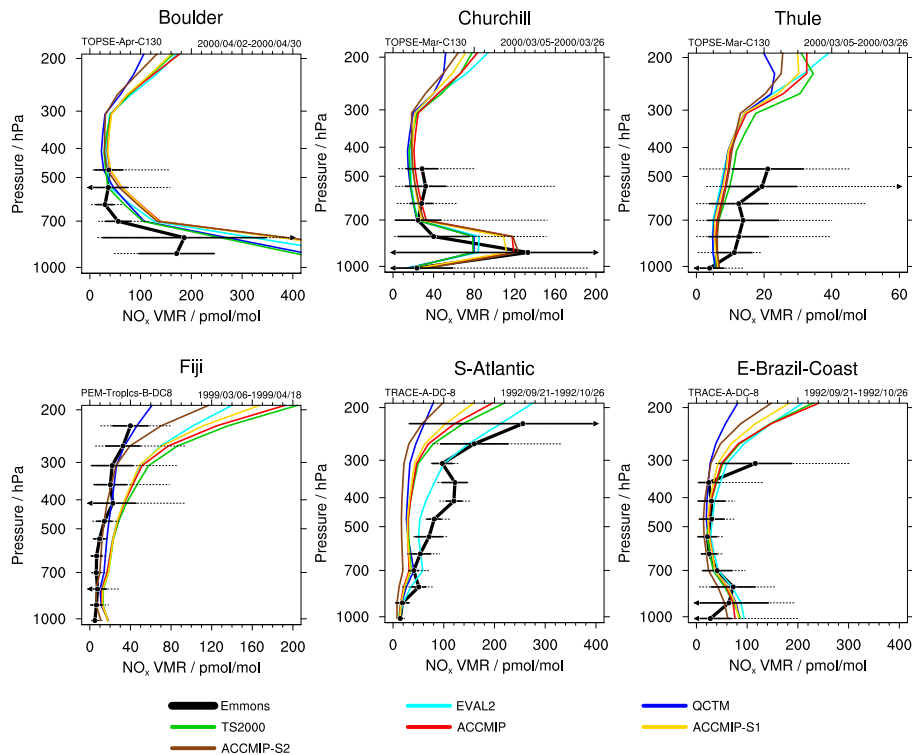 Boulder Churchill Thule
TOPSE-Apr-C130 2000/04/02-2000/04/30 TOPSE-Mar-C130 2000/03/05-2000/03/26 TOPSE-Mar-C130 2000/03/05-2000/03/26
Pressure / hPa Pressure / hPa Pressure / hPa
200 200 200
300 300 300
400 400 400
500 500 500
700 700 700
1000 1000 1000
0 100 200 300 400 0 40 80 120 160 200 0 20 40 60
NOx VMR / pmol/mol NOx VMR / pmol/mol NOx VMR / pmol/mol
Fiji S-Atlantic E-Brazil-Coast
PEM-Tropics-B-DC8 1999/03/06-1999/04/18 TRACE-A-DC-8 1992/09/21-1992/10/26 TRACE-A-DC-8 1992/09/21-1992/10/26
Pressure / hPa Pressure / hPa Pressure / hPa
200 200 200
300 300 300
400 400 400
500 500 500
700 700 700
1000 1000 1000
0 40 80 120 160 200 0 100 200 300 400 0 100 200 300 400
NOx VMR / pmol/mol NOx VMR / pmol/mol NOx VMR / pmol/mol
Emmons EVAL2 QCTM
TS2000 ACCMIP ACCMIP-S1
ACCMIP-S2